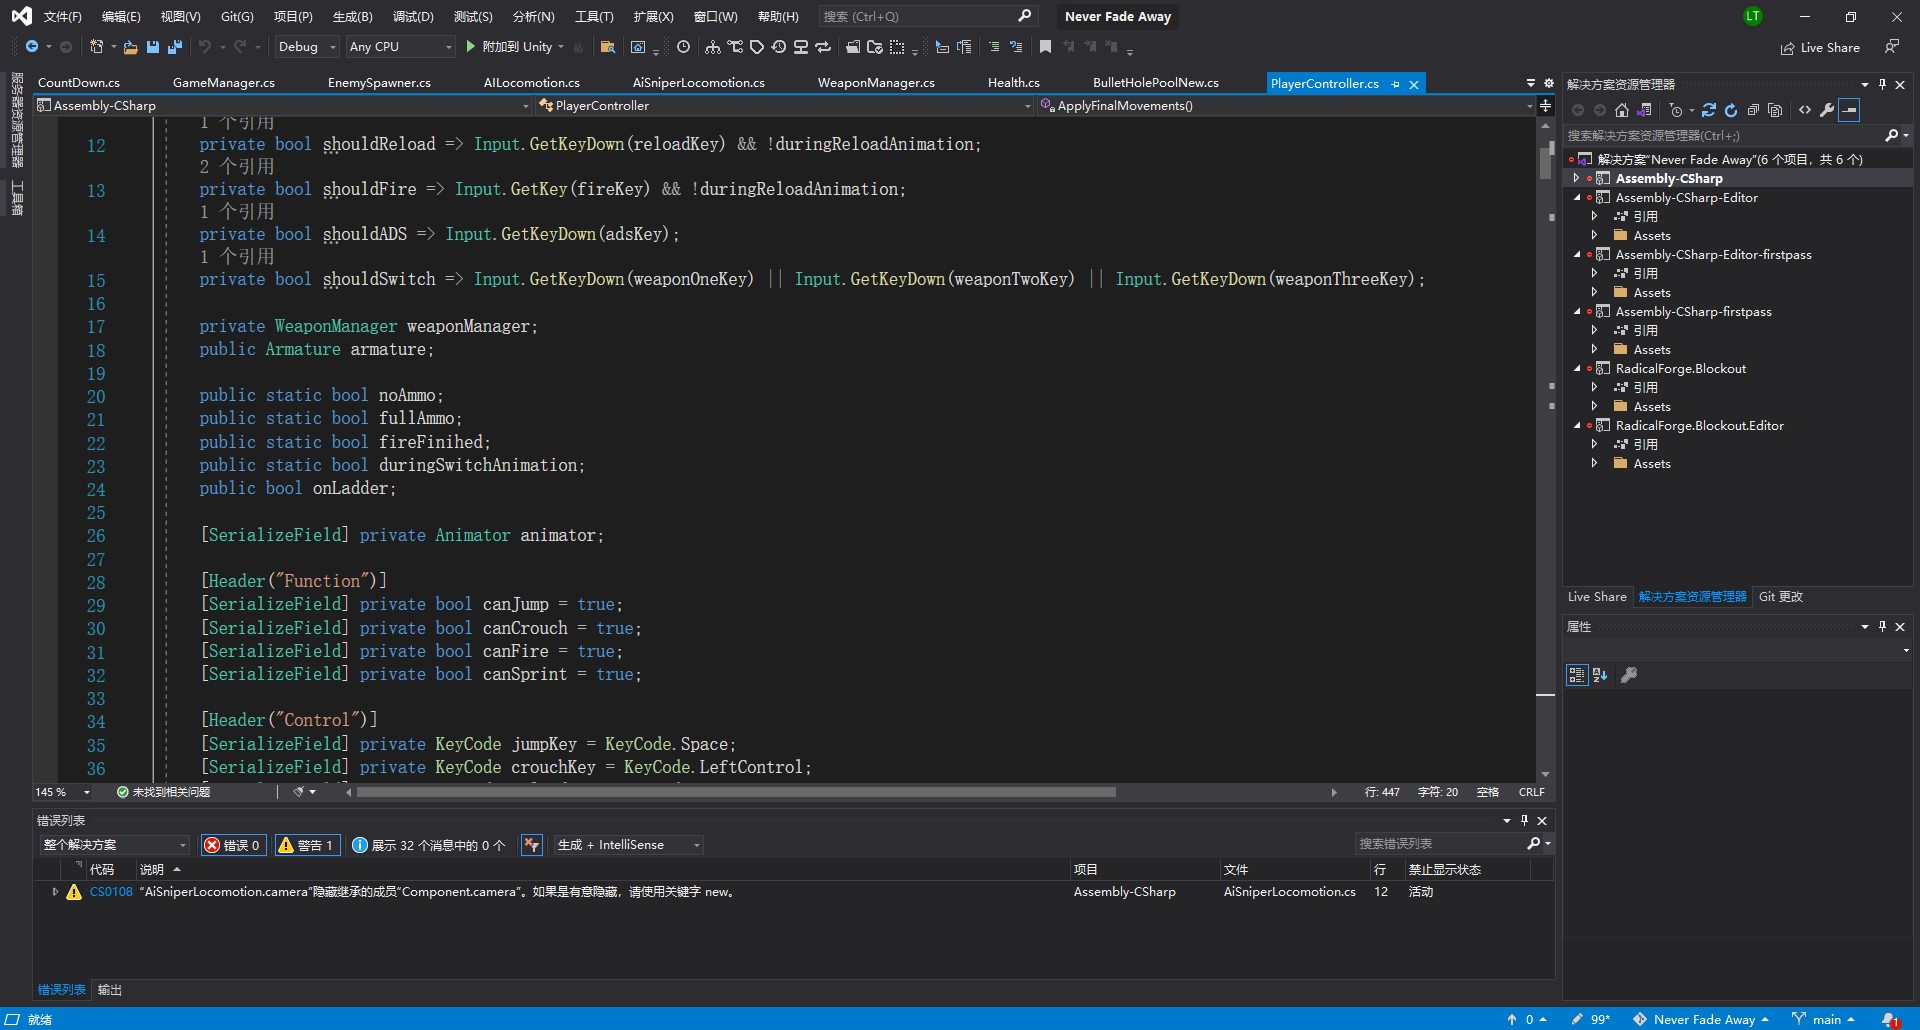 文件(F) 编辑(E) 视图(V) Git(G) 项目(P) 生成(B) 调试(D) 测试(S) 分析(N) 工具(T) 扩展(X) 窗口(W) 帮助(H) 搜索 (Ctrl+Q) Never Fade Away LT
Debug Any CPU 附加到 Unity Live Share
服务器资源管理器
工具箱
CountDown.cs GameManager.cs EnemySpawner.cs AILocomotion.cs AiSniperLocomotion.cs WeaponManager.cs Health.cs BulletHolePoolNew.cs PlayerController.cs
Assembly-CSharp PlayerController ApplyFinalMovements()
1 个引用
12 private bool shouldReload => Input.GetKeyDown(reloadKey) && !duringReloadAnimation;
2 个引用
13 private bool shouldFire => Input.GetKey(fireKey) && !duringReloadAnimation;
1 个引用
14 private bool shouldADS => Input.GetKeyDown(adsKey);
1 个引用
15 private bool shouldSwitch => Input.GetKeyDown(weaponOneKey) || Input.GetKeyDown(weaponTwoKey) || Input.GetKeyDown(weaponThreeKey);
16
17 private WeaponManager weaponManager;
18 public Armature armature;
19
20 public static bool noAmmo;
21 public static bool fullAmmo;
22 public static bool fireFinihed;
23 public static bool duringSwitchAnimation;
24 public bool onLadder;
25
26 [SerializeField] private Animator animator;
27
28 [Header("Function")]
29 [SerializeField] private bool canJump = true;
30 [SerializeField] private bool canCrouch = true;
31 [SerializeField] private bool canFire = true;
32 [SerializeField] private bool canSprint = true;
33
34 [Header("Control")]
35 [SerializeField] private KeyCode jumpKey = KeyCode.Space;
36 [SerializeField] private KeyCode crouchKey = KeyCode.LeftControl;
145 % 未找到相关问题 行: 447 字符: 20 空格 CRLF
错误列表
整个解决方案 错误 0 警告 1 展示 32 个消息中的 0 个 生成 + IntelliSense 搜索错误列表
代码 说明 项目 文件 行 禁止显示状态
CS0108 “AiSniperLocomotion.camera”隐藏继承的成员“Component.camera”。如果是有意隐藏，请使用关键字 new。 Assembly-CSharp AiSniperLocomotion.cs 12 活动
错误列表 输出
解决方案资源管理器
搜索解决方案资源管理器(Ctrl+;)
解决方案"Never Fade Away"(6 个项目，共 6 个)
Assembly-CSharp
Assembly-CSharp-Editor
引用
Assets
Assembly-CSharp-Editor-firstpass
引用
Assets
Assembly-CSharp-firstpass
引用
Assets
RadicalForge.Blockout
引用
Assets
RadicalForge.Blockout.Editor
引用
Assets
Live Share 解决方案资源管理器 Git 更改
属性
就绪 0 99* Never Fade Away main 1